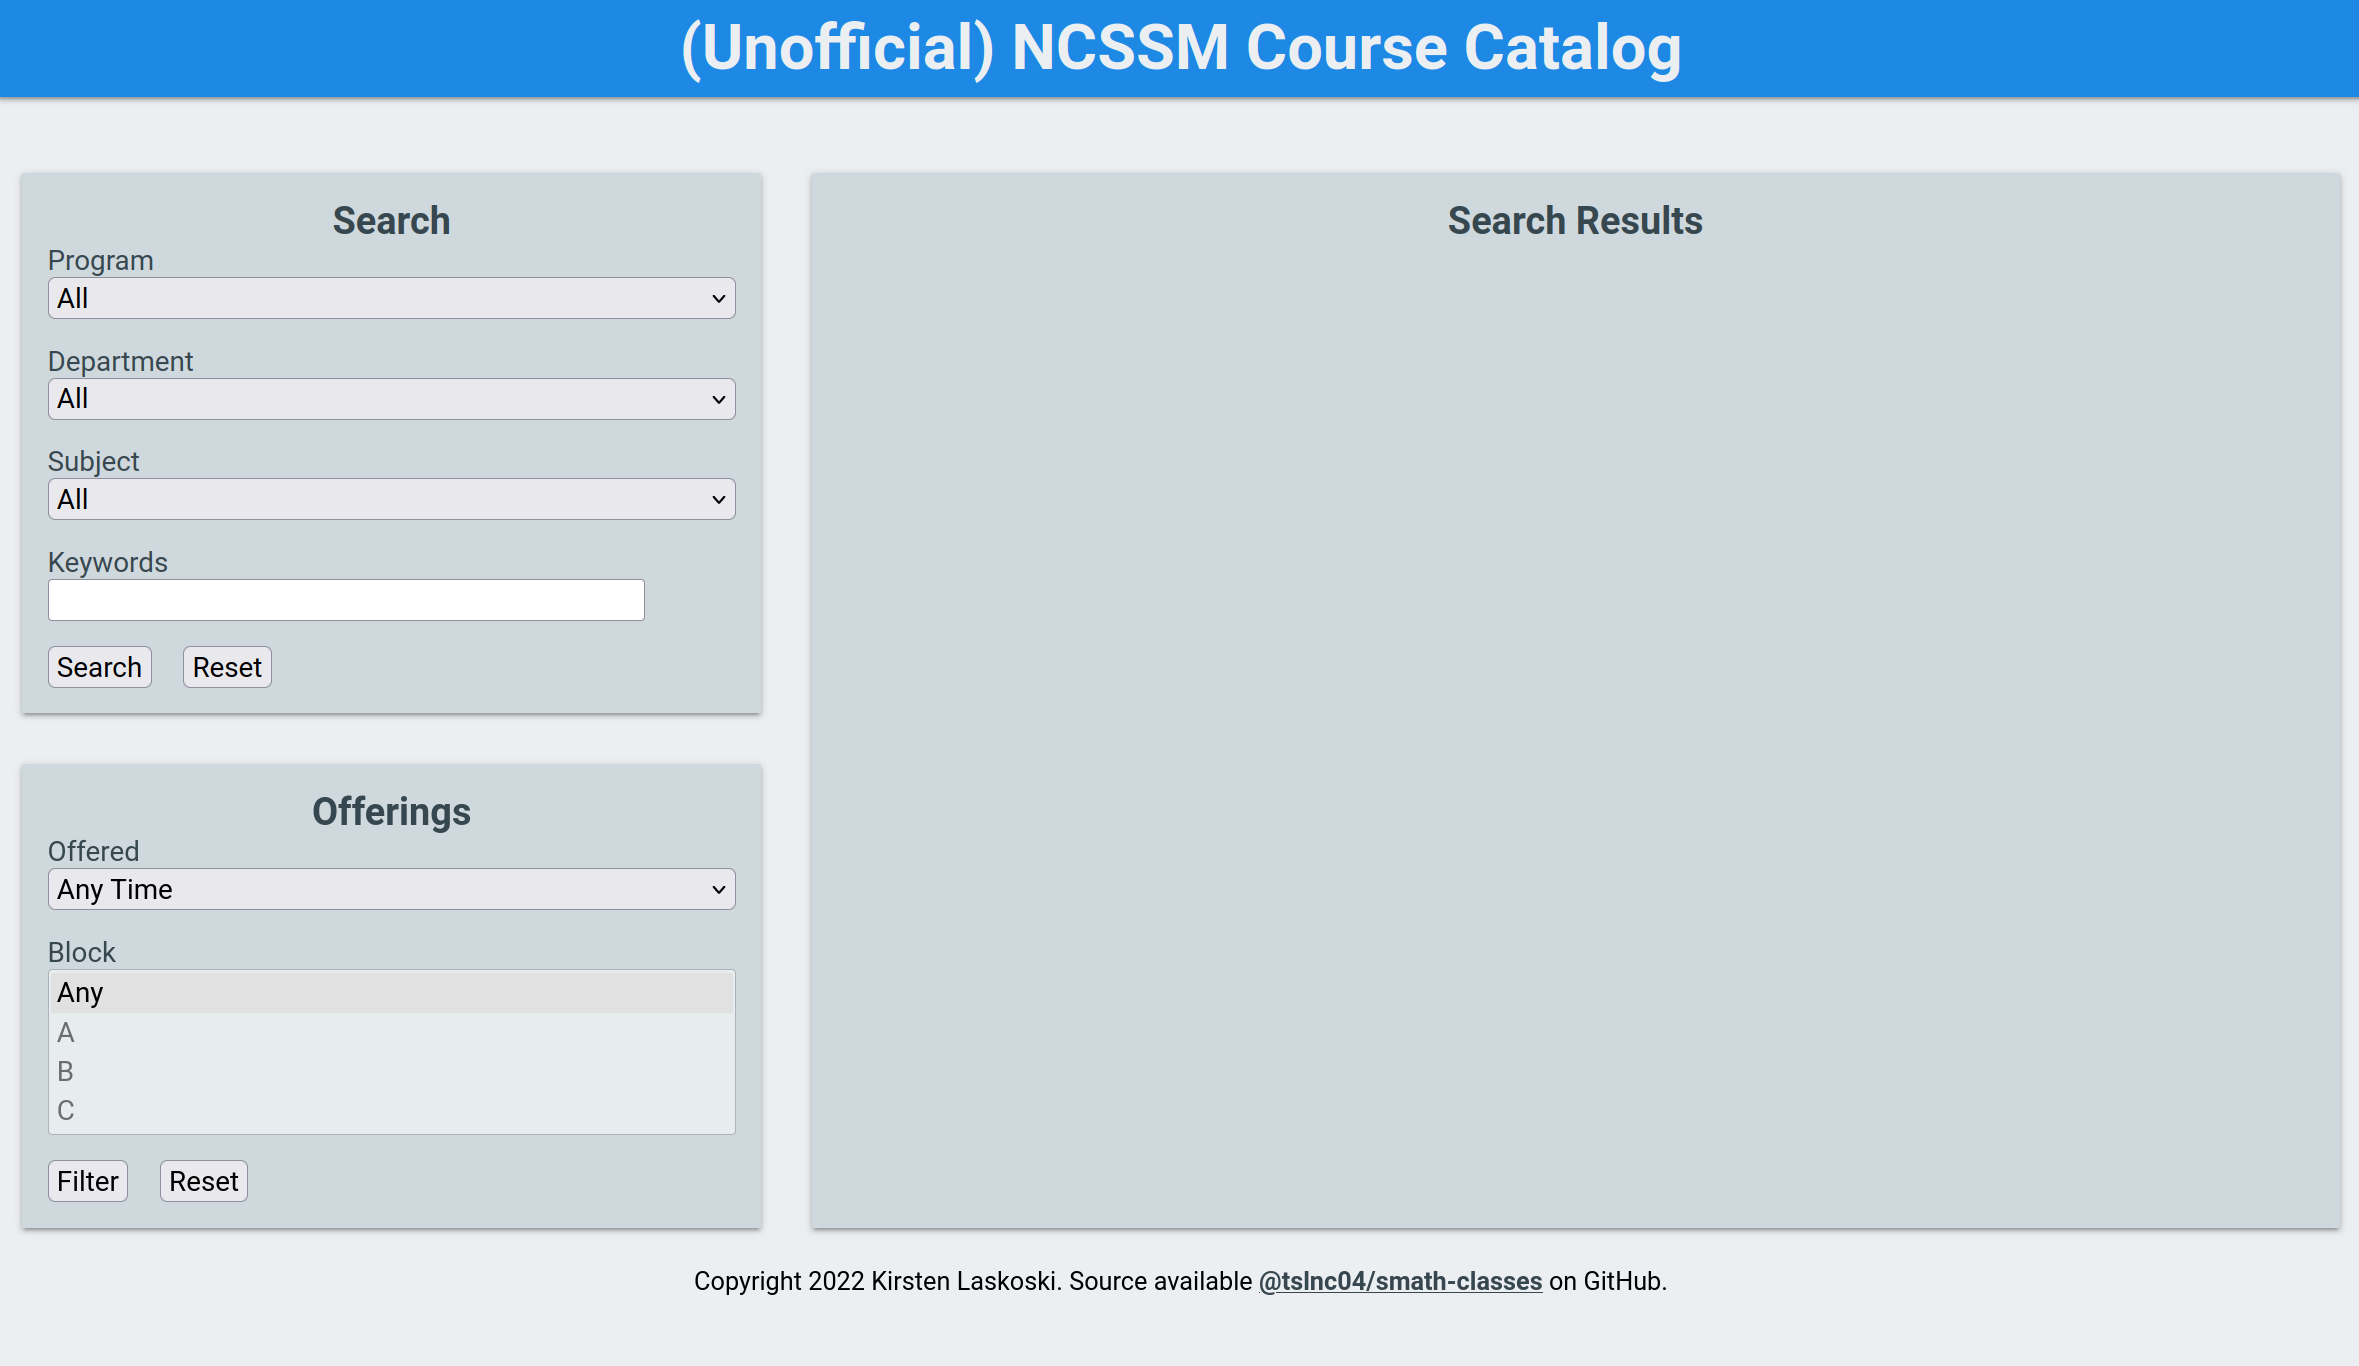 (Unofficial) NCSSM Course Catalog
Search
Program
All
Department
All
Subject
All
Keywords
Search Reset
Offerings
Offered
Any Time
Block
Any
A
B
C
Filter Reset
Search Results
Copyright 2022 Kirsten Laskoski. Source available @tslnc04/smath-classes on GitHub.